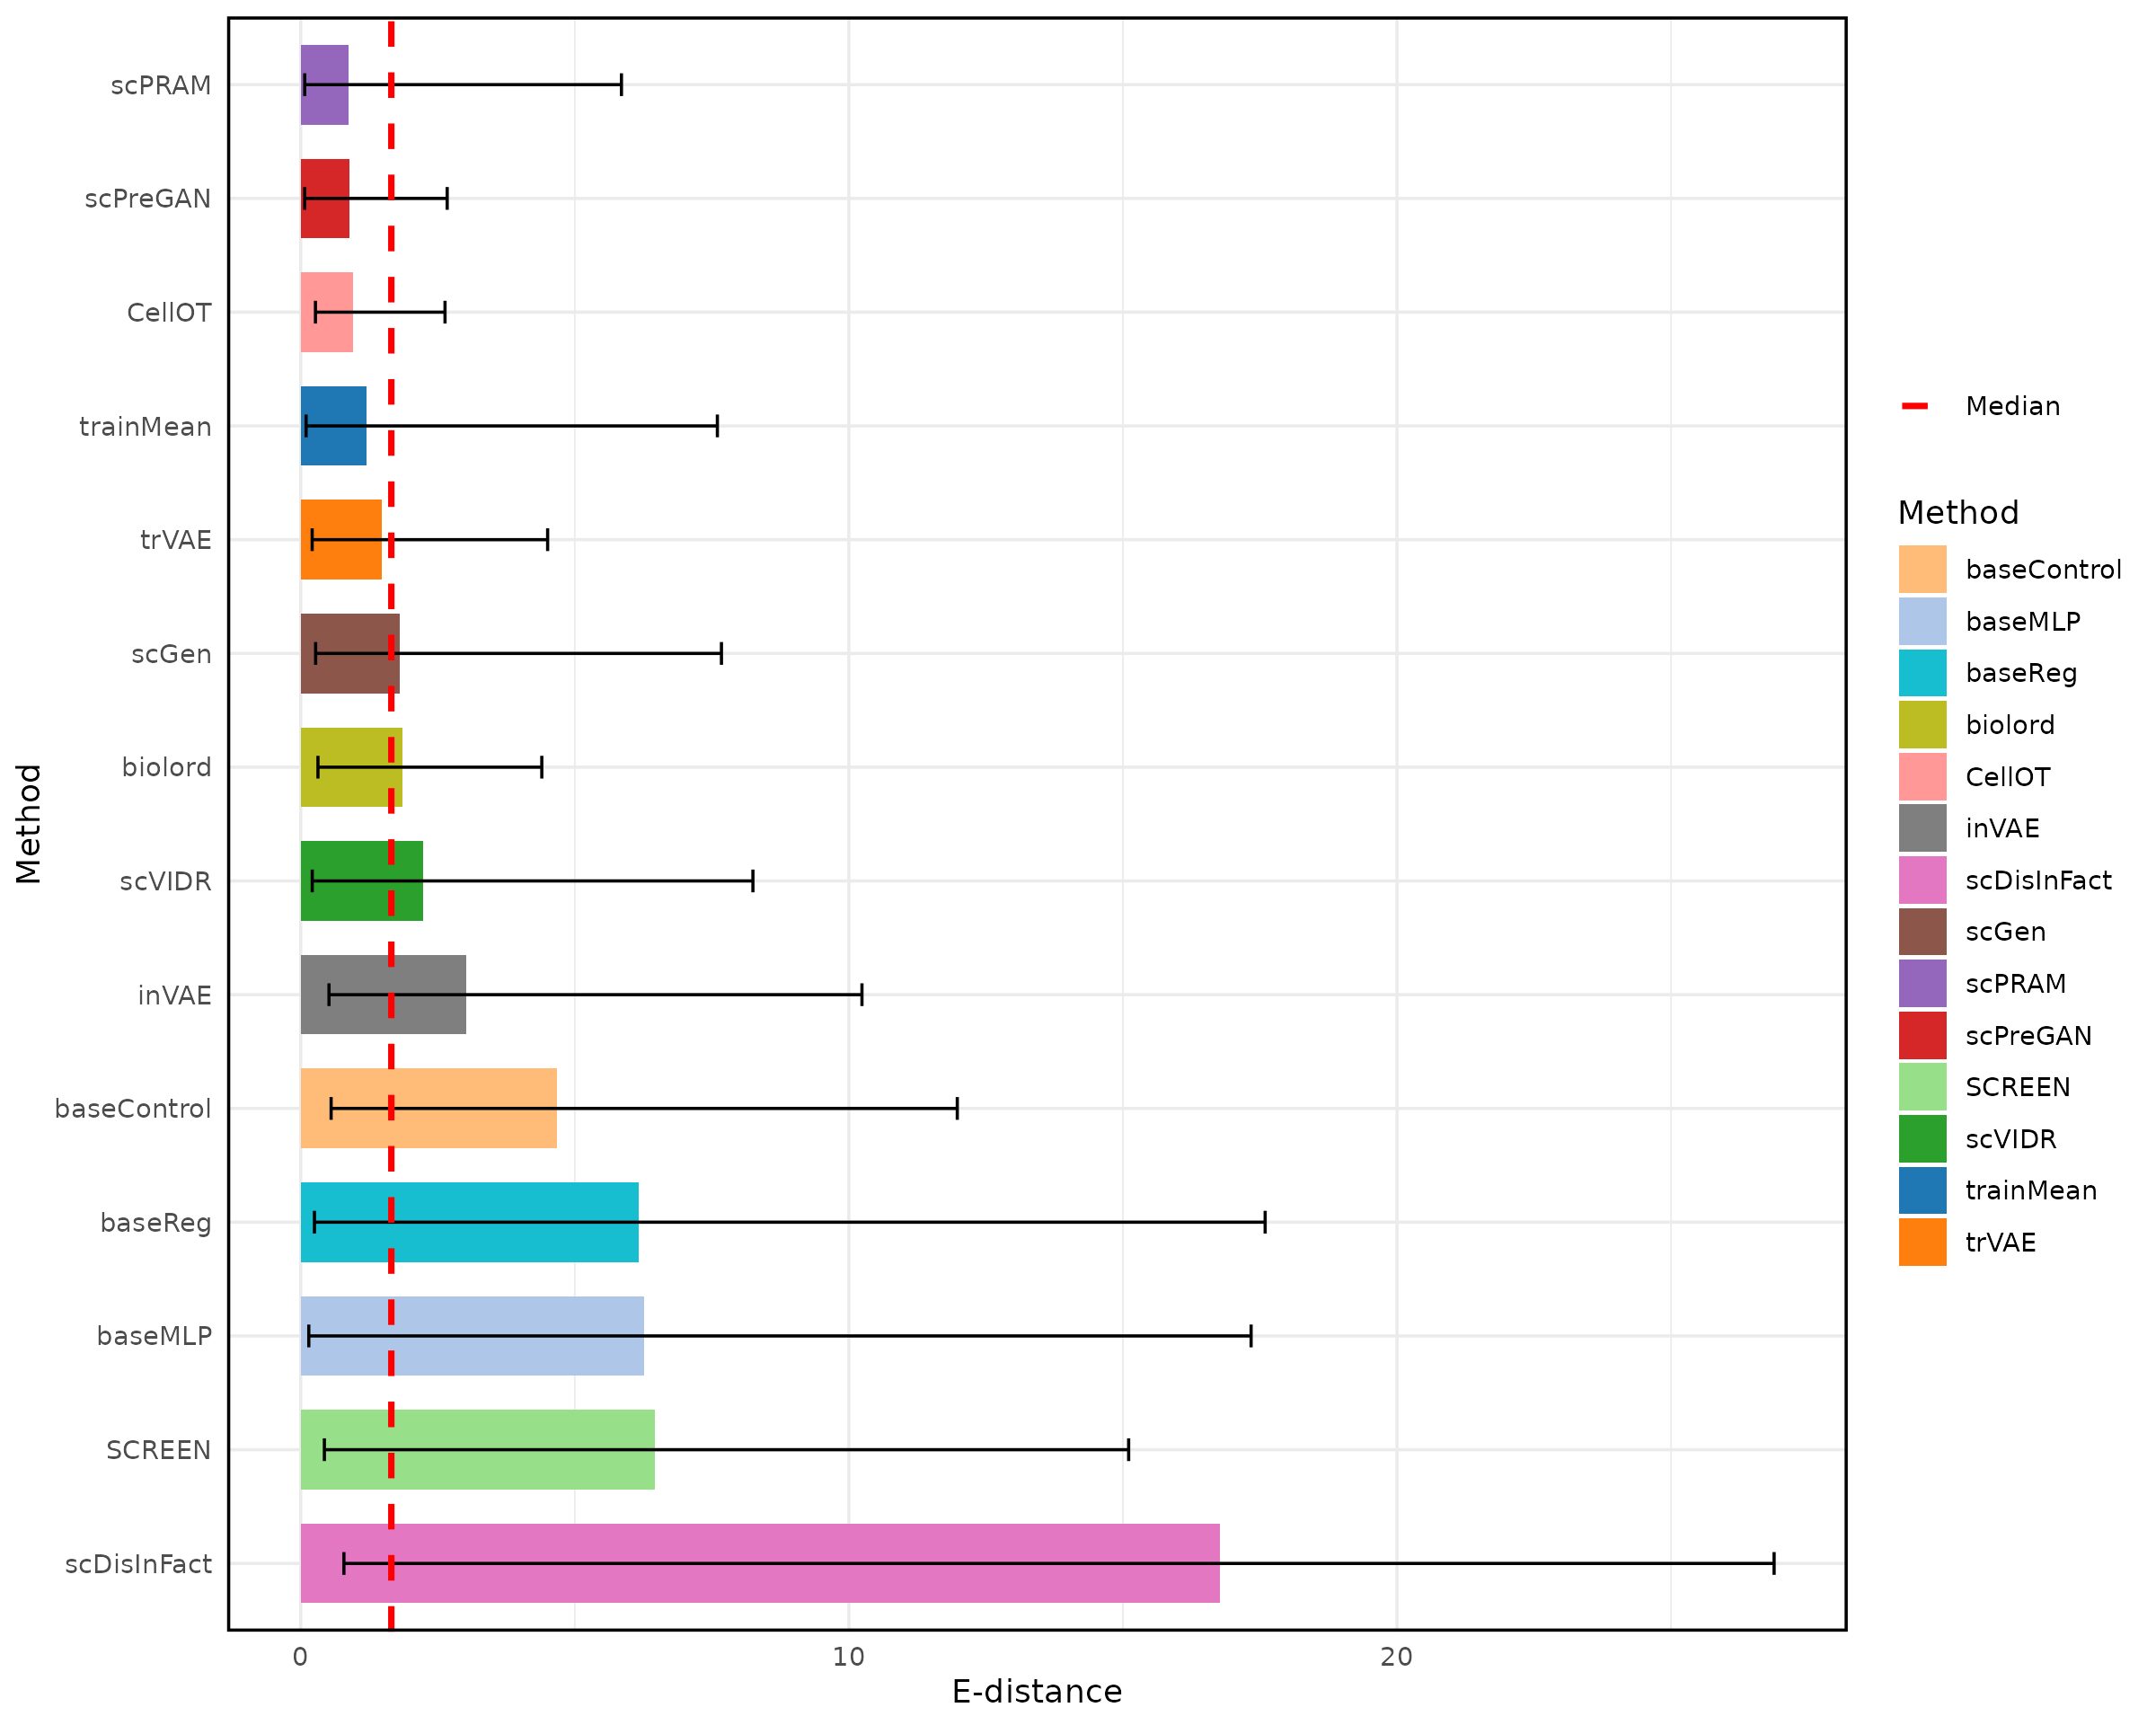 scPRAM
scPreGAN
CellOT
trainMean
trVAE
scGen
biolord
scVIDR
inVAE
baseControl
baseReg
baseMLP
SCREEN
scDisInFact
Method
0 10 20
E-distance
Median
Method
baseControl
baseMLP
baseReg
biolord
CellOT
inVAE
scDisInFact
scGen
scPRAM
scPreGAN
SCREEN
scVIDR
trainMean
trVAE